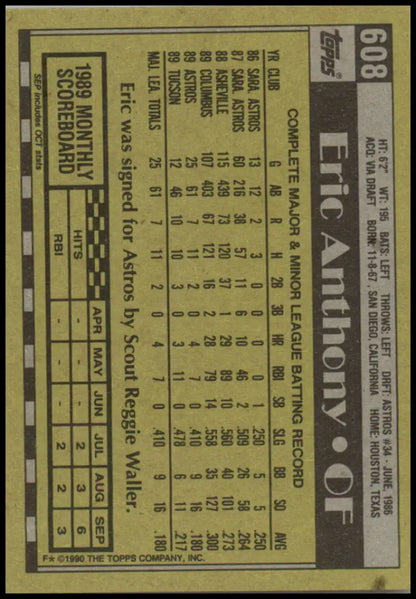 608
Topps®
HT: 6'2" WT: 195 BATS: LEFT THROWS: LEFT DRFT: ASTROS #34 - JUNE, 1986
ACQ: VIA DRAFT BORN: 11-8-67, SAN DIEGO, CALIFORNIA HOME: HOUSTON, TEXAS
Eric Anthony • OF
COMPLETE MAJOR & MINOR LEAGUE BATTING RECORD
YR CLUB G AB R H 2B 3B HR RBI SB SLG BB SO AVG
86 SARA. ASTROS 13 12 2 3 0 0 0 0 1 .250 5 5 .250
87 SARA. ASTROS 60 216 38 57 11 6 10 46 2 .509 26 58 .264
88 ASHEVILLE 115 439 73 120 37 1 29 89 10 .560 40 101 .273
89 COLUMBUS 107 403 67 121 16 2 28 79 14 .558 35 127 .300
89 ASTROS 25 61 7 11 2 0 4 7 0 .410 9 16 .180
89 TUCSON 12 46 10 10 3 0 3 11 0 .478 6 11 .217
MAJ. LEA. TOTALS 25 61 7 11 2 0 4 7 0 .410 9 16 .180
Eric was signed for Astros by Scout Reggie Waller.
1989 MONTHLY
SCOREBOARD
SEP includes OCT stats
APR MAY JUN JUL AUG SEP
HITS - - - 2 3 6
RBI - - - 2 2 3
F* ©1990 THE TOPPS COMPANY, INC.